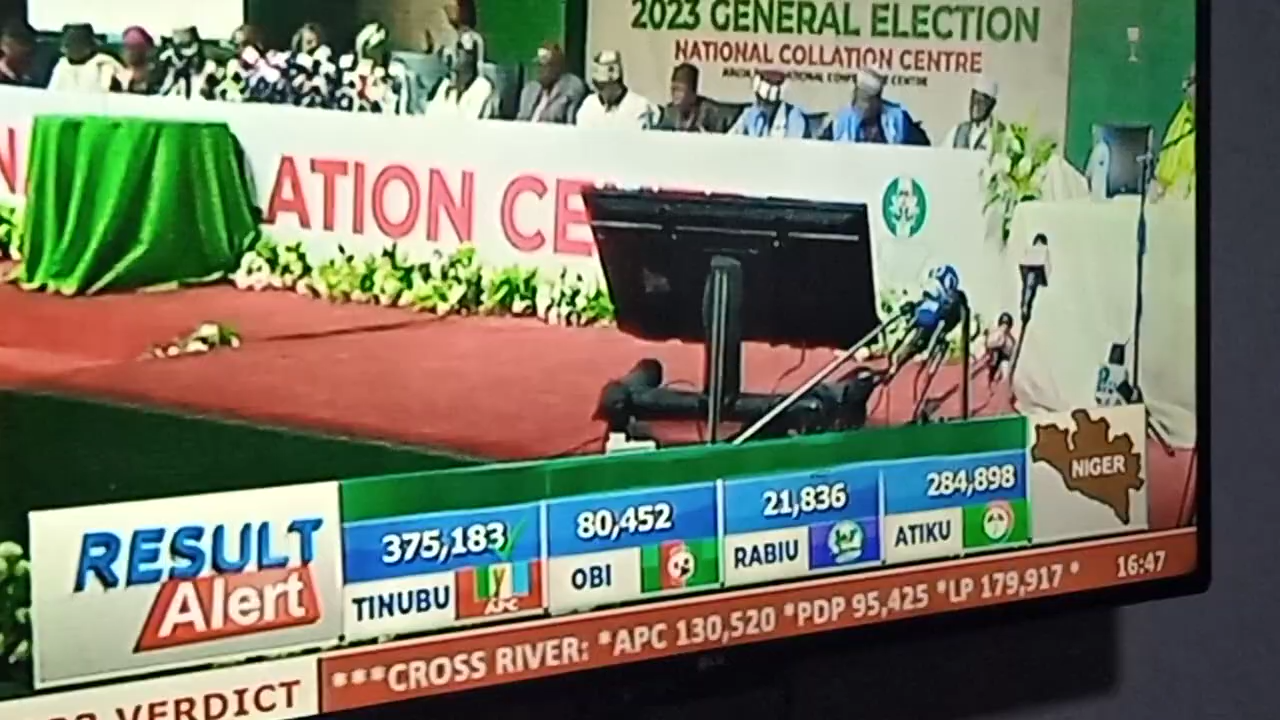 2023 GENERAL ELECTION
NATIONAL COLLATION CENTRE
N
ATION CE
NIGER
RESULT
Alert
375,183
80,452
21,836
284,898
TINUBU
APC
OBI
RABIU
ATIKU
***CROSS RIVER: *APC 130,520 *PDP 95,425 *LP 179,917 *
16:47
VERDICT